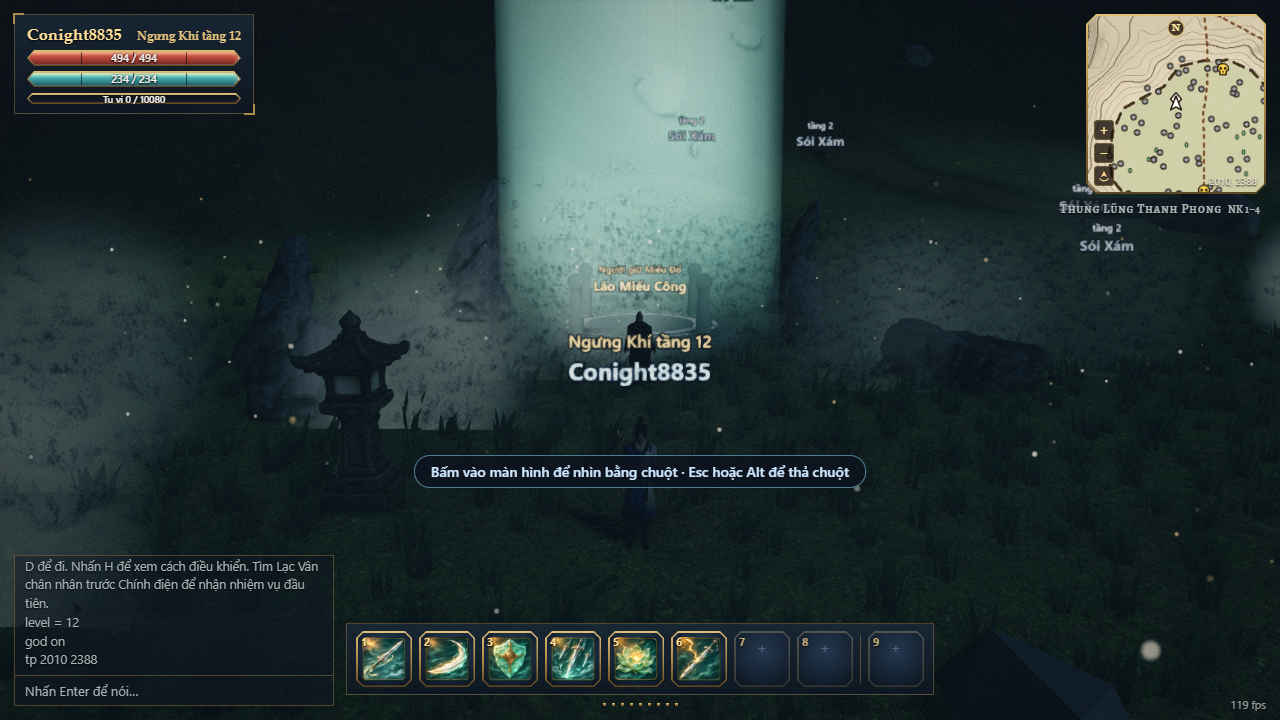 Conight8835 Ngưng Khí tầng 12
494 / 494
234 / 234
Tu vi 0 / 10080
N
+
−
2010, 2388
Thung Lũng Thanh Phong NK1–4
tầng 2
Sói Xám
tầng 2
Sói Xám
tầng
tầng 2
Sói Xám
Người giữ Miếu Đỏ
Lão Miếu Công
Ngưng Khí tầng 12
Conight8835
Bấm vào màn hình để nhìn bằng chuột · Esc hoặc Alt để thả chuột
D để đi. Nhấn H để xem cách điều khiển. Tìm Lạc Vân
chân nhân trước Chính điện để nhận nhiệm vụ đầu
tiên.
level = 12
god on
tp 2010 2388
Nhấn Enter để nói...
1 2 3 4 5 6 7 8 9
+ + +
119 fps